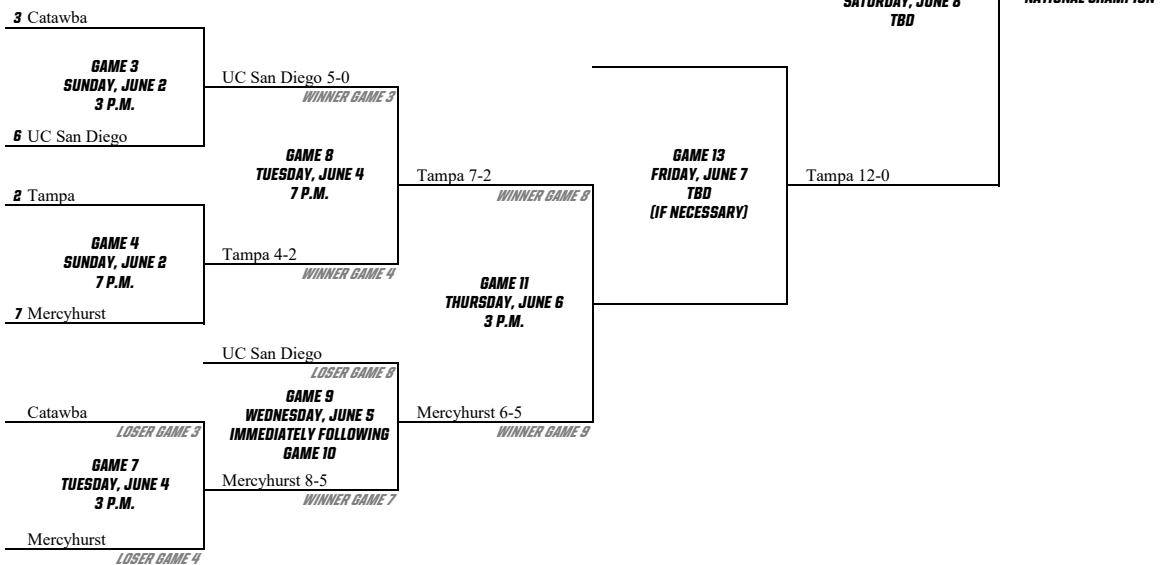 SATURDAY, JUNE 8
TBD
NATIONAL CHAMPION
3 Catawba
GAME 3
SUNDAY, JUNE 2
3 P.M.
6 UC San Diego
UC San Diego 5-0
WINNER GAME 3
GAME 8
TUESDAY, JUNE 4
7 P.M.
2 Tampa
GAME 4
SUNDAY, JUNE 2
7 P.M.
7 Mercyhurst
Tampa 4-2
WINNER GAME 4
Tampa 7-2
WINNER GAME 8
GAME 11
THURSDAY, JUNE 6
3 P.M.
GAME 13
FRIDAY, JUNE 7
TBD
(IF NECESSARY)
Tampa 12-0
UC San Diego
LOSER GAME 8
GAME 9
WEDNESDAY, JUNE 5
IMMEDIATELY FOLLOWING
GAME 10
Mercyhurst 6-5
WINNER GAME 9
Catawba
LOSER GAME 3
GAME 7
TUESDAY, JUNE 4
3 P.M.
Mercyhurst 8-5
WINNER GAME 7
Mercyhurst
LOSER GAME 4